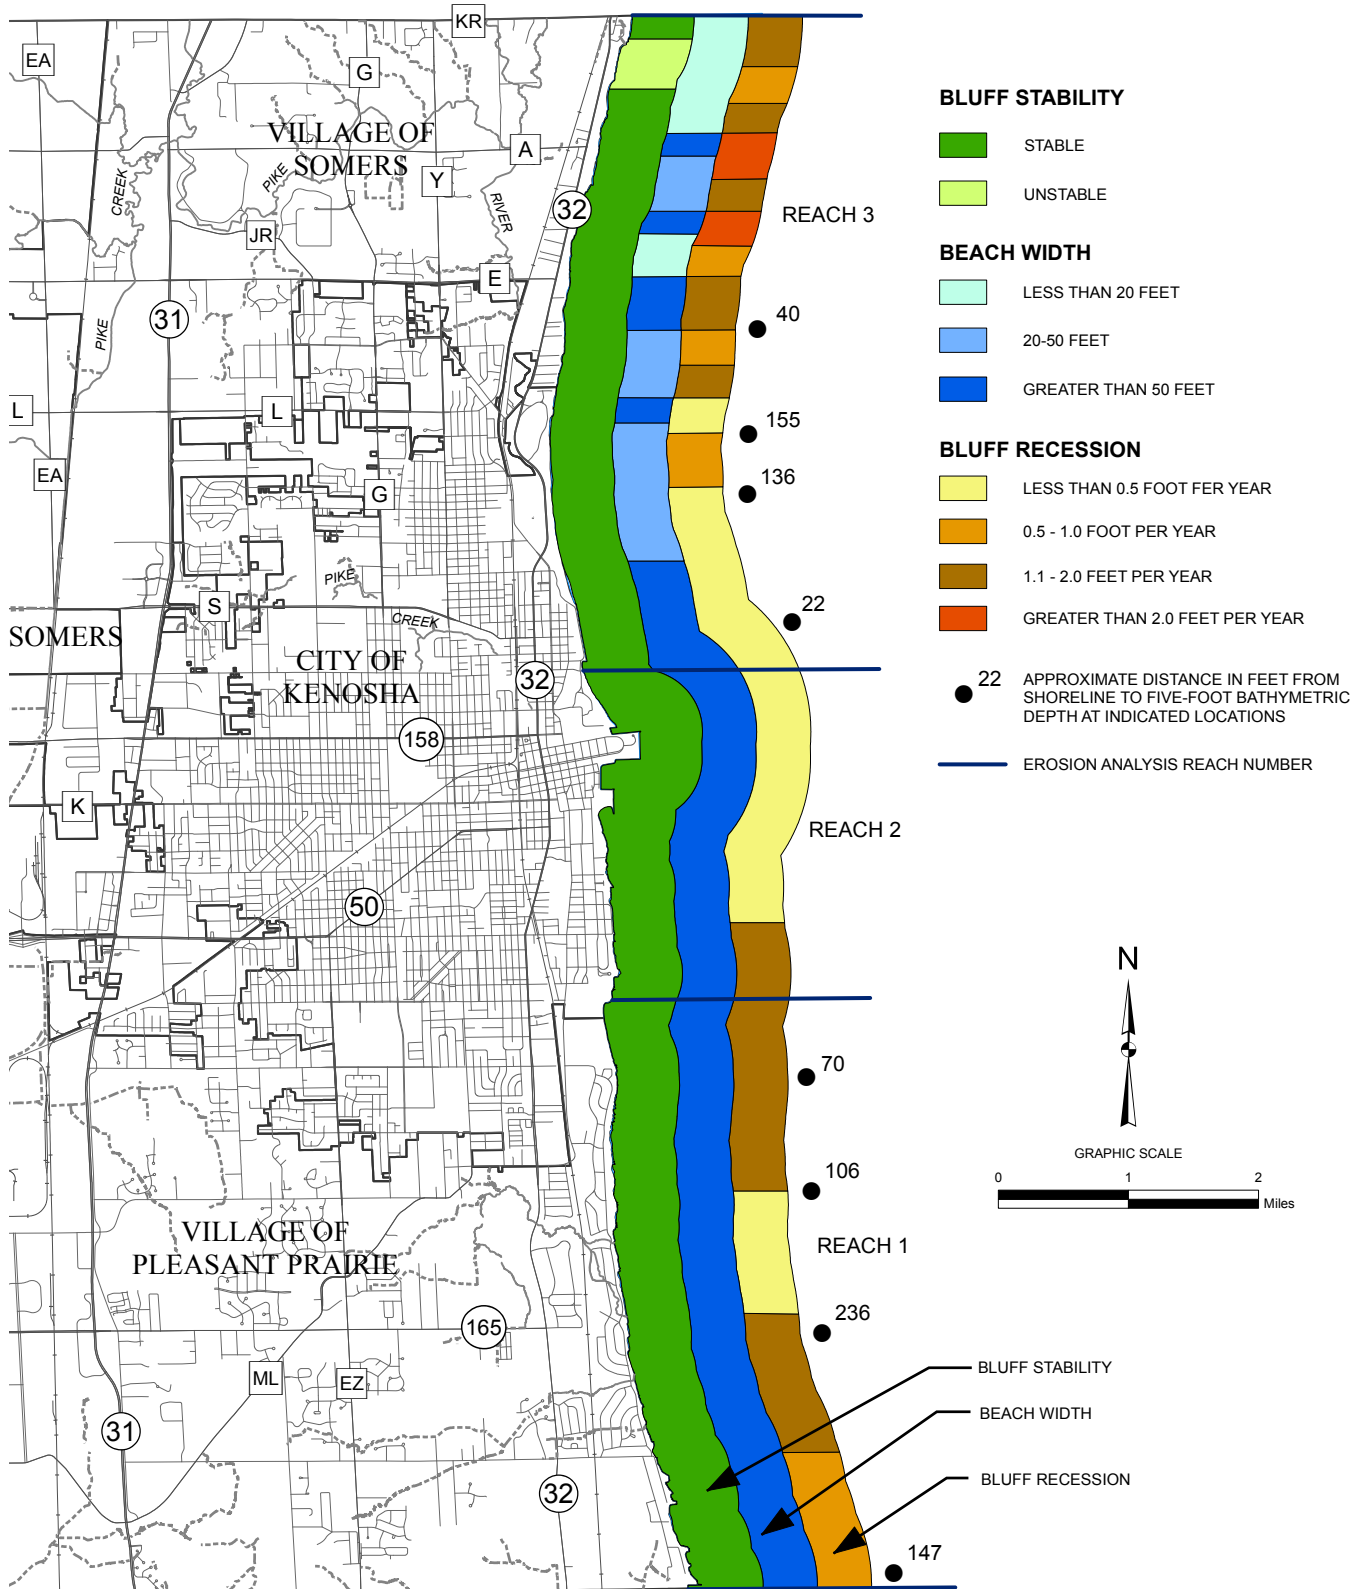 KR
EA
G
VILLAGE OF
SOMERS
A
Y
CREEK
PIKE
RIVER
32
JR
E
31
PIKE
L
L
EA
G
PIKE
S
CREEK
SOMERS
CITY OF
KENOSHA
32
158
K
50
VILLAGE OF
PLEASANT PRAIRIE
165
ML
EZ
31
32
REACH 3
40
155
136
22
REACH 2
70
106
REACH 1
236
147
BLUFF STABILITY
STABLE
UNSTABLE
BEACH WIDTH
LESS THAN 20 FEET
20-50 FEET
GREATER THAN 50 FEET
BLUFF RECESSION
LESS THAN 0.5 FOOT FER YEAR
0.5 - 1.0 FOOT PER YEAR
1.1 - 2.0 FEET PER YEAR
GREATER THAN 2.0 FEET PER YEAR
22 APPROXIMATE DISTANCE IN FEET FROM
SHORELINE TO FIVE-FOOT BATHYMETRIC
DEPTH AT INDICATED LOCATIONS
EROSION ANALYSIS REACH NUMBER
N
GRAPHIC SCALE
0 1 2
Miles
BLUFF STABILITY
BEACH WIDTH
BLUFF RECESSION